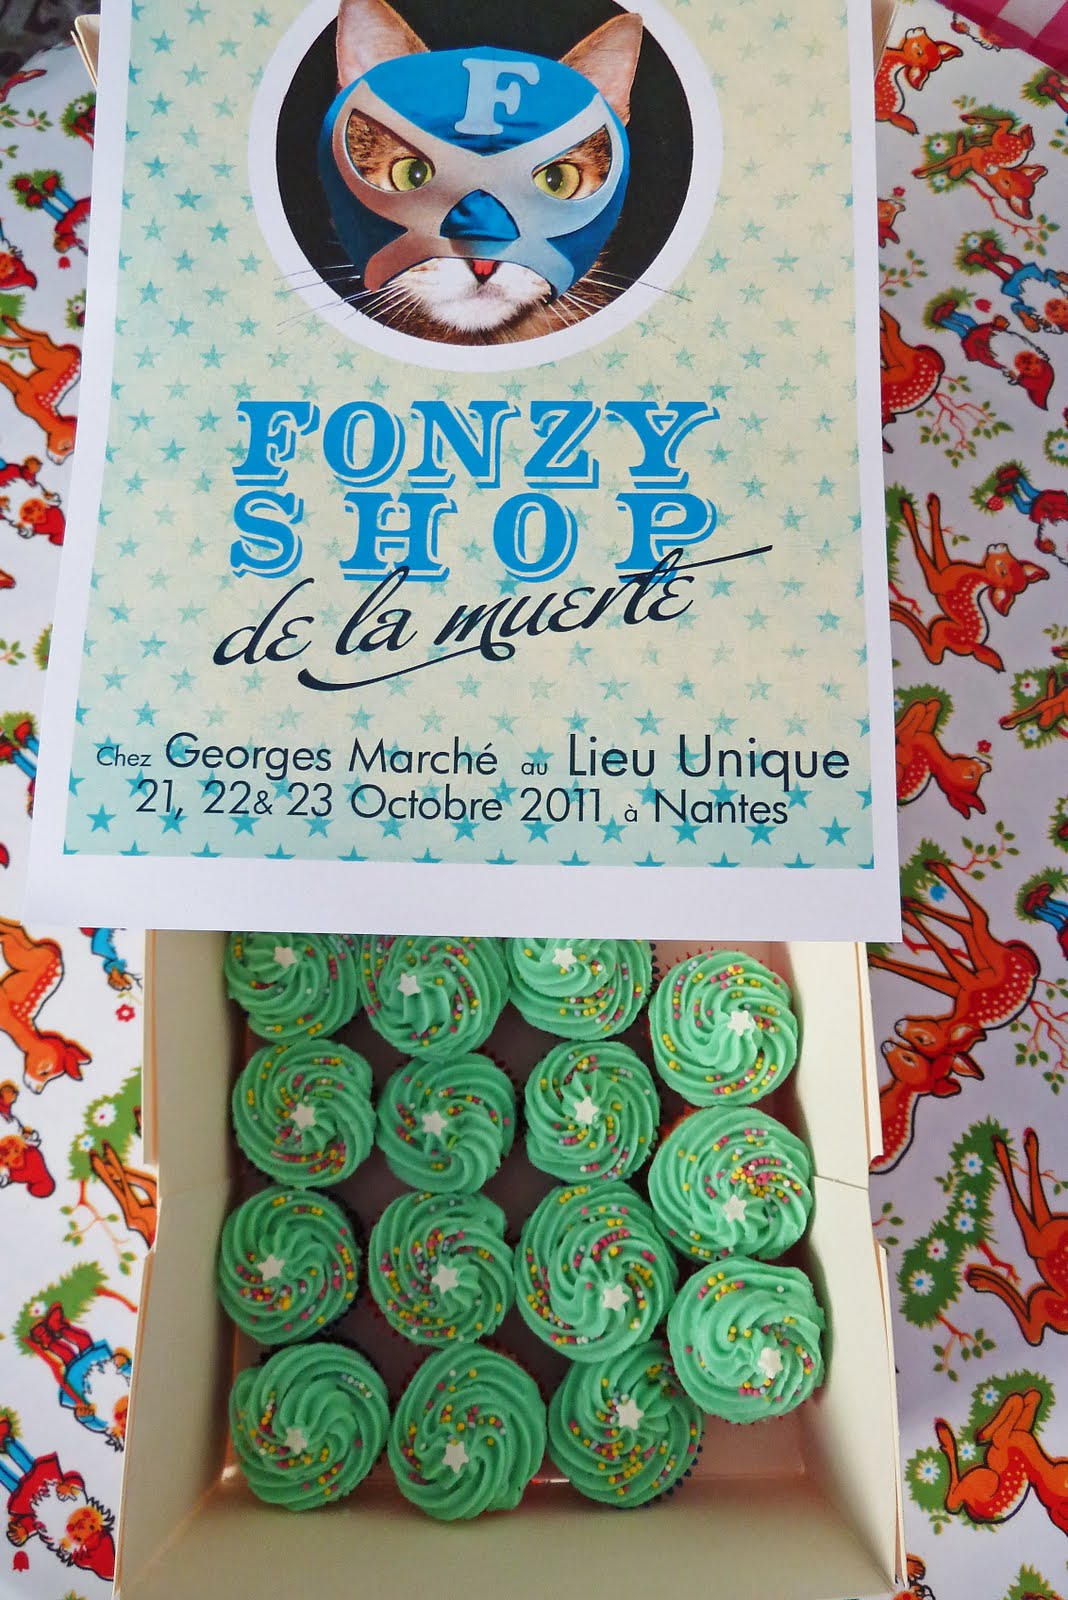 F
FONZY
SHOP
de la muerte
Chez Georges Marché au Lieu Unique
21, 22& 23 Octobre 2011 à Nantes